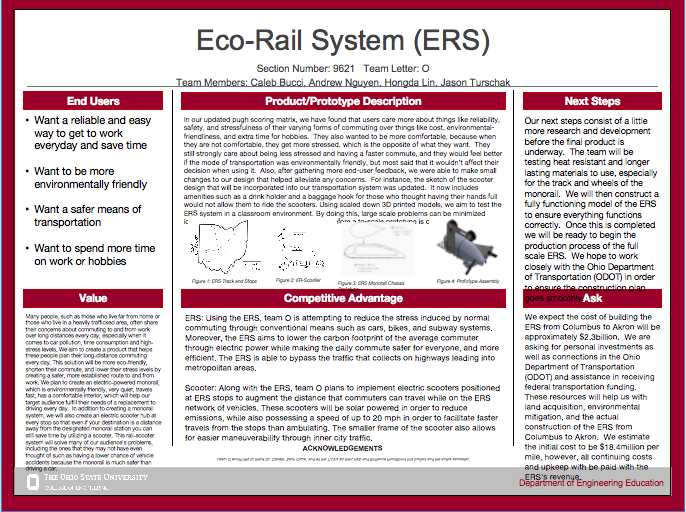 Eco-Rail System (ERS)
Section Number: 9621 Team Letter: O
Team Members: Caleb Bucci, Andrew Nguyen, Hongda Lin, Jason Turschak
End Users
• Want a reliable and easy
way to get to work
everyday and save time
• Want to be more
environmentally friendly
• Want a safer means of
transportation
• Want to spend more time
on work or hobbies
Value
Many people, such as those who live far from home or
those who live in a heavily trafficked area, often share
their concerns about commuting to and from work
over long distances every day, especially when it
comes to car pollution, time consumption and high-
stress levels. We aim to create a product that helps
these people plan their long-distance commuting
every day. This solution will be more eco-friendly,
shorten their commute, and lower their stress levels by
creating a safer, more established route to and from
work. We plan to create an electric-powered monorail,
which is environmentally friendly, very quiet, travels
fast, has a comfortable interior, which will help our
target audience fulfill their needs of a replacement to
driving every day. In addition to creating a monorail
system, we will also create an electric scooter hub at
every stop so that even if your destination is a distance
away from the designated monorail station you can
still save time by utilizing a scooter. This rail-scooter
system will solve many of our audience's problems,
including the ones that they may not have even
thought of such as having a lower chance of vehicle
accidents because the monorail is much safer than
driving a car.
Product/Prototype Description
In our updated pugh scoring matrix, we have found that users care more about things like reliability,
safety, and stressfulness of their varying forms of commuting over things like cost, environmental-
friendliness, and extra time for hobbies. They also wanted to be more comfortable, because when
they are not comfortable, they get more stressed, which is the opposite of what they want. They
still strongly care about being less stressed and having a faster commute, and they would feel better
if the mode of transportation was environmentally friendly, but most said that it wouldn't affect their
decision when using it. Also, after gathering more end-user feedback, we were able to make small
changes to our design that helped alleviate any concerns. For instance, the sketch of the scooter
design that will be incorporated into our transportation system was updated. It now includes
amenities such as a drink holder and a baggage hook for those who thought having their hands full
would not allow them to ride the scooters. Using scaled down 3D printed models, we aim to test the
ERS system in a classroom environment. By doing this, large scale problems can be minimized
Figure 1: ERS Track and Stops
Figure 2: ER-Scooter
Figure 3: ERS Monorail Chassis
Prototype
Figure 4: Prototype Assembly
Competitive Advantage
ERS: Using the ERS, team O is attempting to reduce the stress induced by normal
commuting through conventional means such as cars, bikes, and subway systems.
Moreover, the ERS aims to lower the carbon footprint of the average commuter
through electric power while making the daily commute safer for everyone, and more
efficient. The ERS is able to bypass the traffic that collects on highways leading into
metropolitan areas.
Scooter: Along with the ERS, team O plans to implement electric scooters positioned
at ERS stops to augment the distance that commuters can travel while on the ERS
network of vehicles. These scooters will be solar powered in order to reduce
emissions, while also possessing a speed of up to 20 mph in order to facilitate faster
travels from the stops than ambulating. The smaller frame of the scooter also allows
for easier maneuverability through inner city traffic.
ACKNOWLEDGEMENTS
Next Steps
Our next steps consist of a little
more research and development
before the final product is
underway. The team will be
testing heat resistant and longer
lasting materials to use, especially
for the track and wheels of the
monorail. We will then construct a
fully functioning model of the ERS
to ensure everything functions
correctly. Once this is completed
we will be ready to begin the
production process of the full
scale ERS. We hope to work
closely with the Ohio Department
of Transportation (ODOT) in order
to ensure the construction plan
goes smoothly.
Ask
We expect the cost of building the
ERS from Columbus to Akron will be
approximately $2.3billion. We are
asking for personal investments as
well as connections in the Ohio
Department of Transportation
(ODOT) and assistance in receiving
federal transportation funding.
These resources will help us with
land acquisition, environmental
mitigation, and the actual
construction of the ERS from
Columbus to Akron. We estimate
the initial cost to be $18.4million per
mile, however, all continuing costs
and upkeep with be paid with the
ERS's revenue.
THE OHIO STATE UNIVERSITY
COLLEGE OF ENGINEERING
Department of Engineering Education